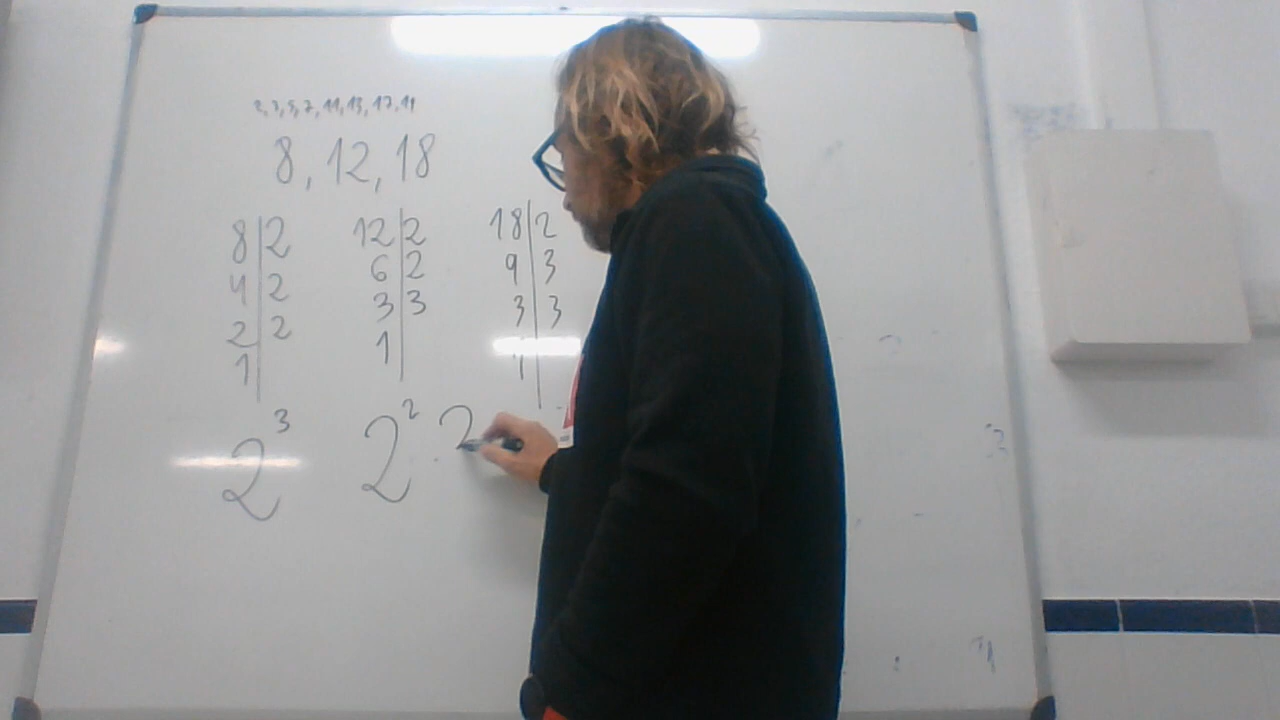 2,3,5,7,11,13,17,19
8, 12, 18
8|2 12|2 18|2
4|2 6|2 9|3
2|2 3|3 3|3
1| 1| 1|
2³ 2² · 2